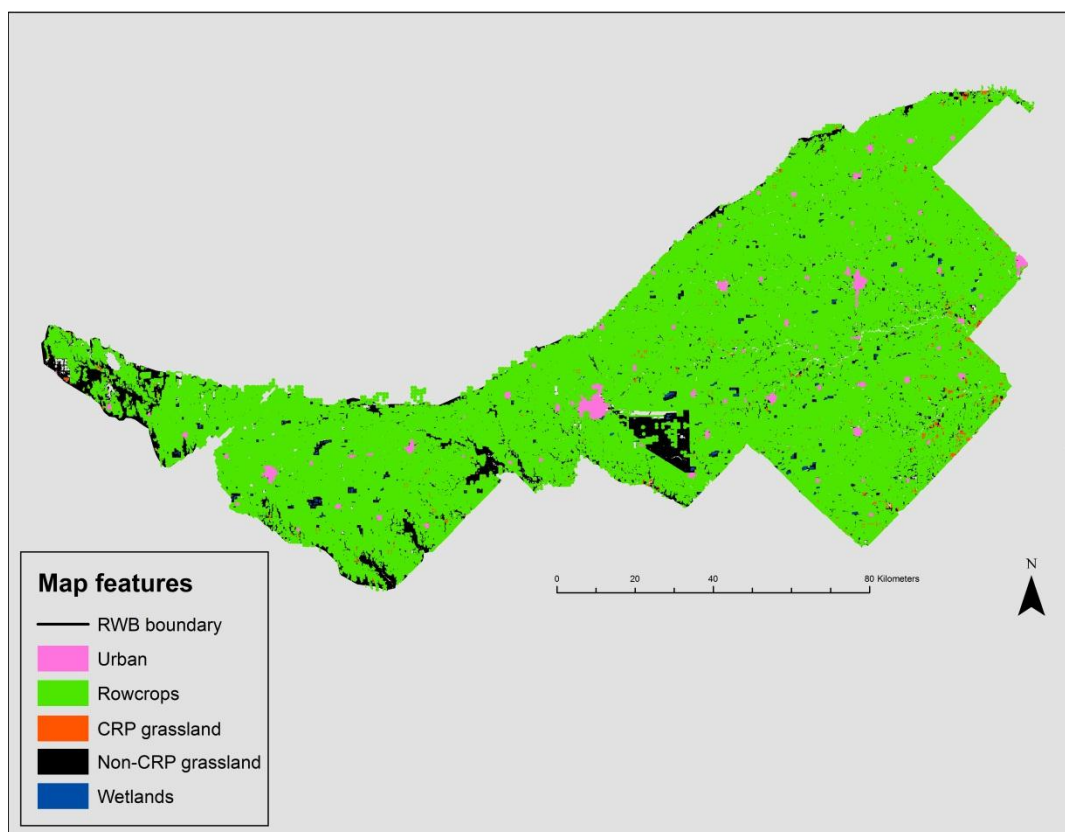 0 20 40 80 Kilometers
N
Map features
RWB boundary
Urban
Rowcrops
CRP grassland
Non-CRP grassland
Wetlands